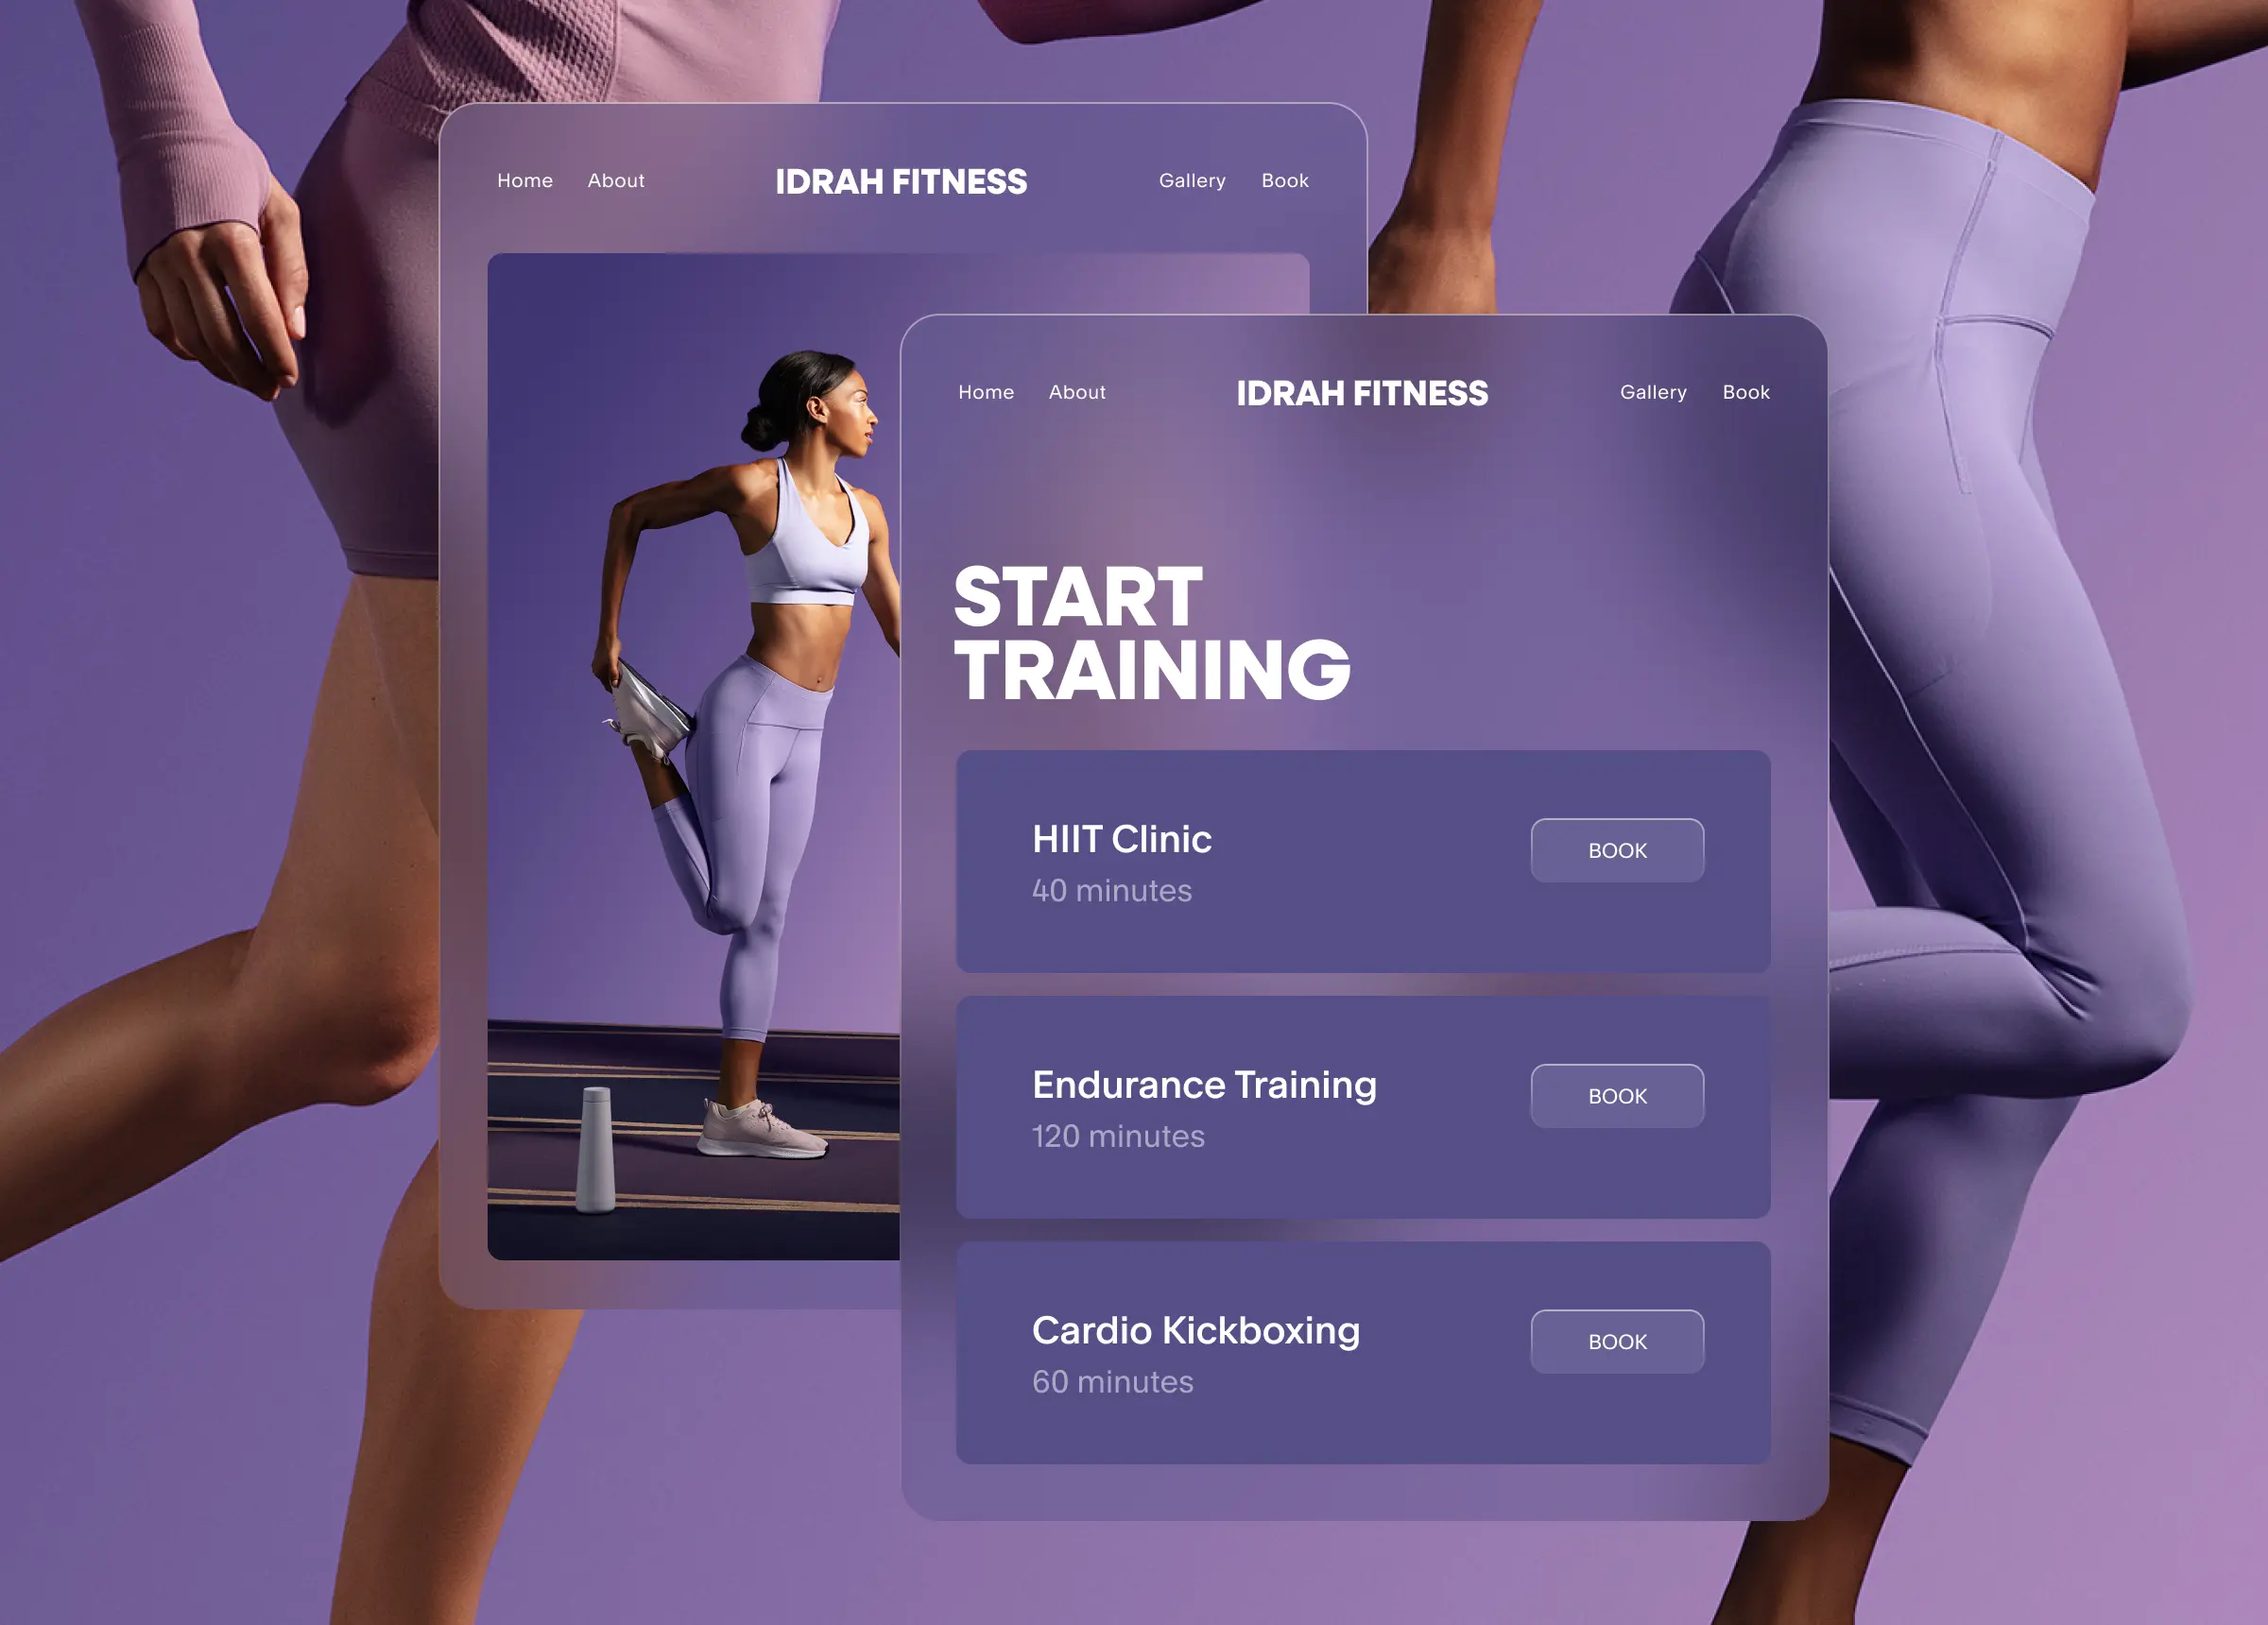 Home About IDRAH FITNESS Gallery Book
Home About IDRAH FITNESS Gallery Book
START
TRAINING
HIIT Clinic
40 minutes
BOOK
Endurance Training
120 minutes
BOOK
Cardio Kickboxing
60 minutes
BOOK